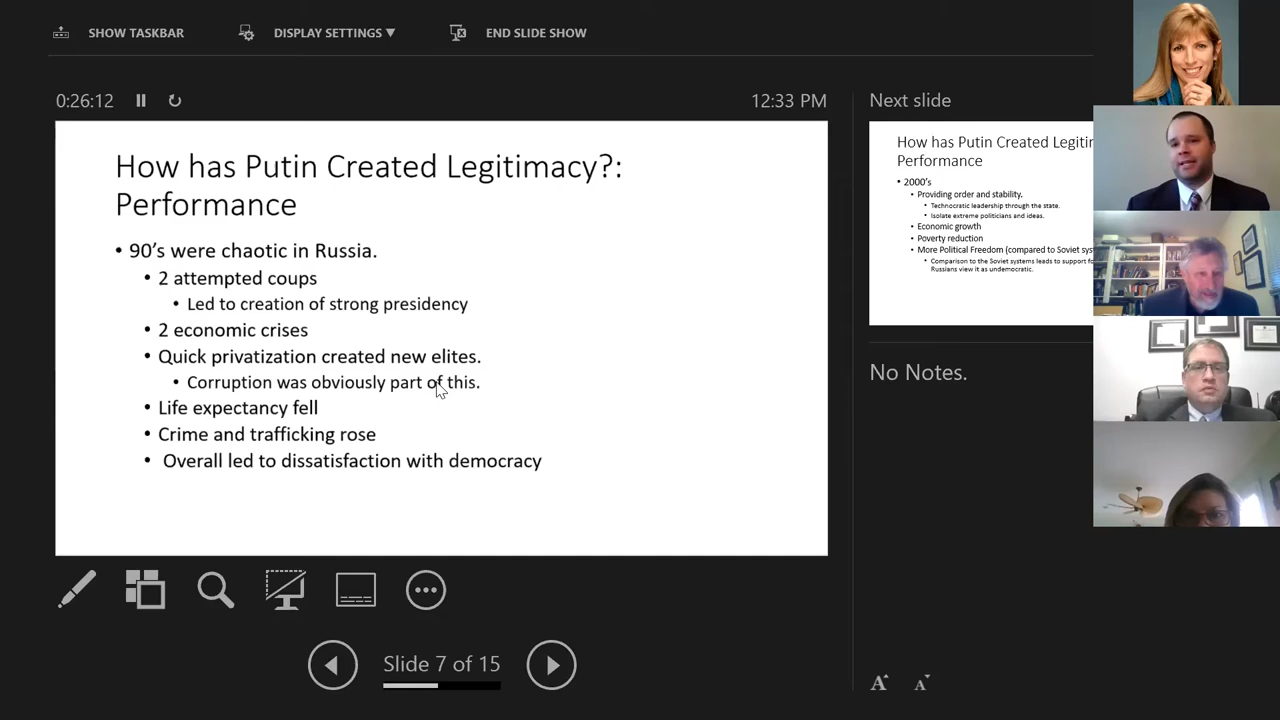 SHOW TASKBAR
DISPLAY SETTINGS ▼
END SLIDE SHOW
0:26:12
12:33 PM
How has Putin Created Legitimacy?:
Performance
• 90's were chaotic in Russia.
• 2 attempted coups
• Led to creation of strong presidency
• 2 economic crises
• Quick privatization created new elites.
• Corruption was obviously part of this.
• Life expectancy fell
• Crime and trafficking rose
• Overall led to dissatisfaction with democracy
Slide 7 of 15
Next slide
How has Putin Created Legitir
Performance
• 2000's
• Providing order and stability.
• Technocratic leadership through the state.
• Isolate extreme politicians and ideas.
• Economic growth
• Poverty reduction
• More Political Freedom (compared to Soviet sys
• Comparison to the Soviet systems leads to support f
Russians view it as undemocratic.
No Notes.
A
A